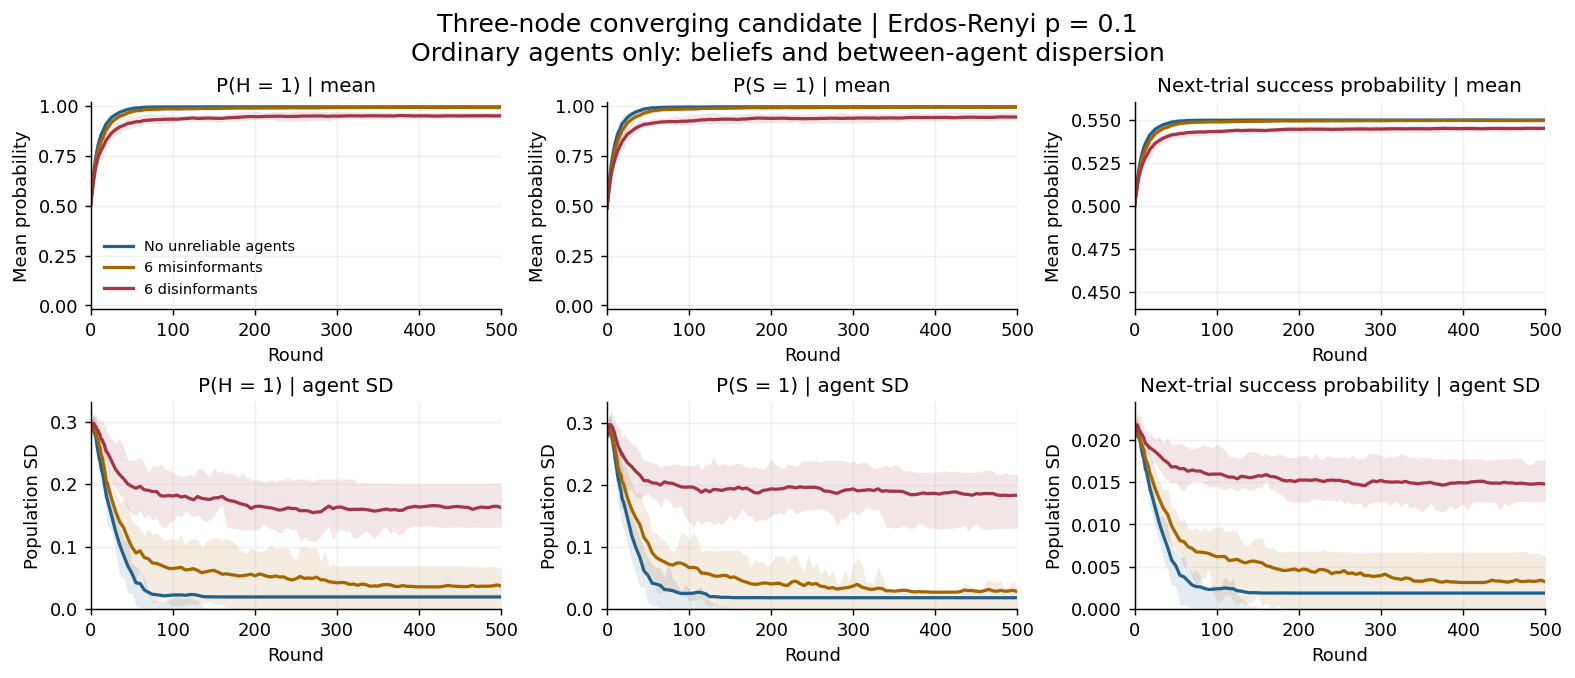 Three-node converging candidate | Erdos-Renyi p = 0.1
Ordinary agents only: beliefs and between-agent dispersion
P(H = 1) | mean
Mean probability
1.00
0.75
0.50
0.25
0.00
No unreliable agents
6 misinformants
6 disinformants
0 100 200 300 400 500
Round
P(S = 1) | mean
Mean probability
1.00
0.75
0.50
0.25
0.00
0 100 200 300 400 500
Round
Next-trial success probability | mean
Mean probability
0.550
0.525
0.500
0.475
0.450
0 100 200 300 400 500
Round
P(H = 1) | agent SD
Population SD
0.3
0.2
0.1
0.0
0 100 200 300 400 500
Round
P(S = 1) | agent SD
Population SD
0.3
0.2
0.1
0.0
0 100 200 300 400 500
Round
Next-trial success probability | agent SD
Population SD
0.020
0.015
0.010
0.005
0.000
0 100 200 300 400 500
Round